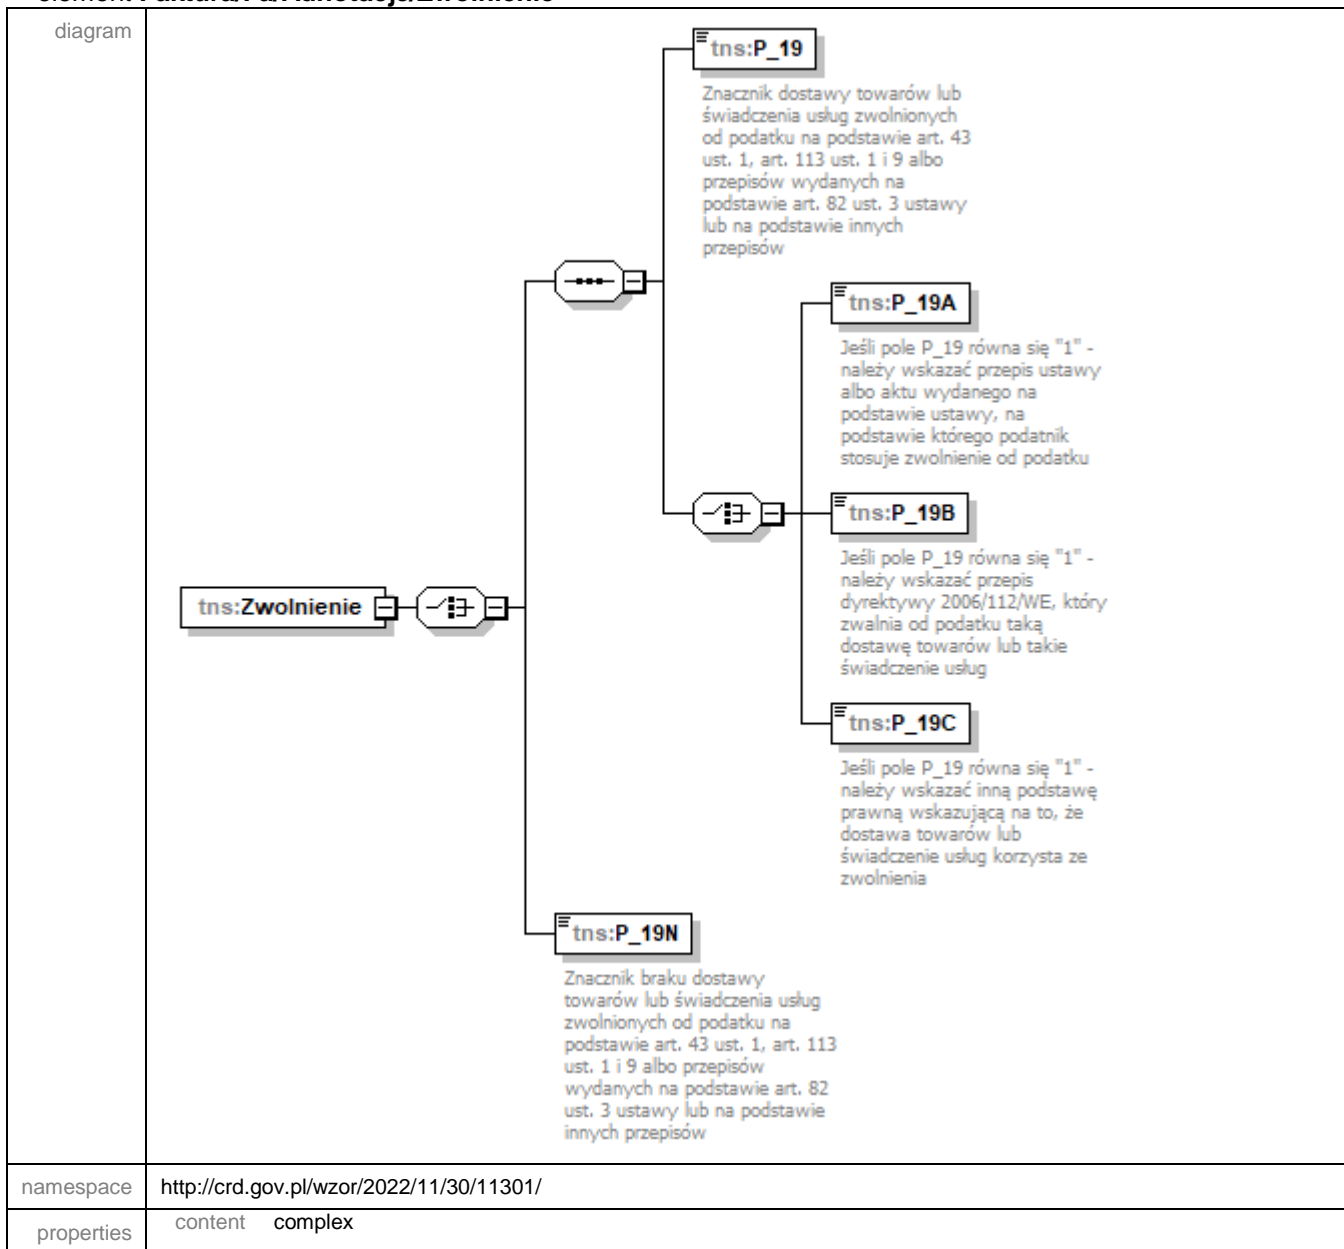 element Faktura/Fa/Adnotacje/Zwolnienie
diagram
tns:P_19
Znacznik dostawy towarów lub
świadczenia usług zwolnionych
od podatku na podstawie art. 43
ust. 1, art. 113 ust. 1 i 9 albo
przepisów wydanych na
podstawie art. 82 ust. 3 ustawy
lub na podstawie innych
przepisów
tns:P_19A
Jeśli pole P_19 równa się "1" -
należy wskazać przepis ustawy
albo aktu wydanego na
podstawie ustawy, na
podstawie którego podatnik
stosuje zwolnienie od podatku
tns:P_19B
Jeśli pole P_19 równa się "1" -
należy wskazać przepis
dyrektywy 2006/112/WE, który
zwalnia od podatku taką
dostawę towarów lub takie
świadczenie usług
tns:Zwolnienie
tns:P_19C
Jeśli pole P_19 równa się "1" -
należy wskazać inną podstawę
prawną wskazującą na to, że
dostawa towarów lub
świadczenie usług korzysta ze
zwolnienia
tns:P_19N
Znacznik braku dostawy
towarów lub świadczenia usług
zwolnionych od podatku na
podstawie art. 43 ust. 1, art. 113
ust. 1 i 9 albo przepisów
wydanych na podstawie art. 82
ust. 3 ustawy lub na podstawie
innych przepisów
namespace http://crd.gov.pl/wzor/2022/11/30/11301/
properties content complex